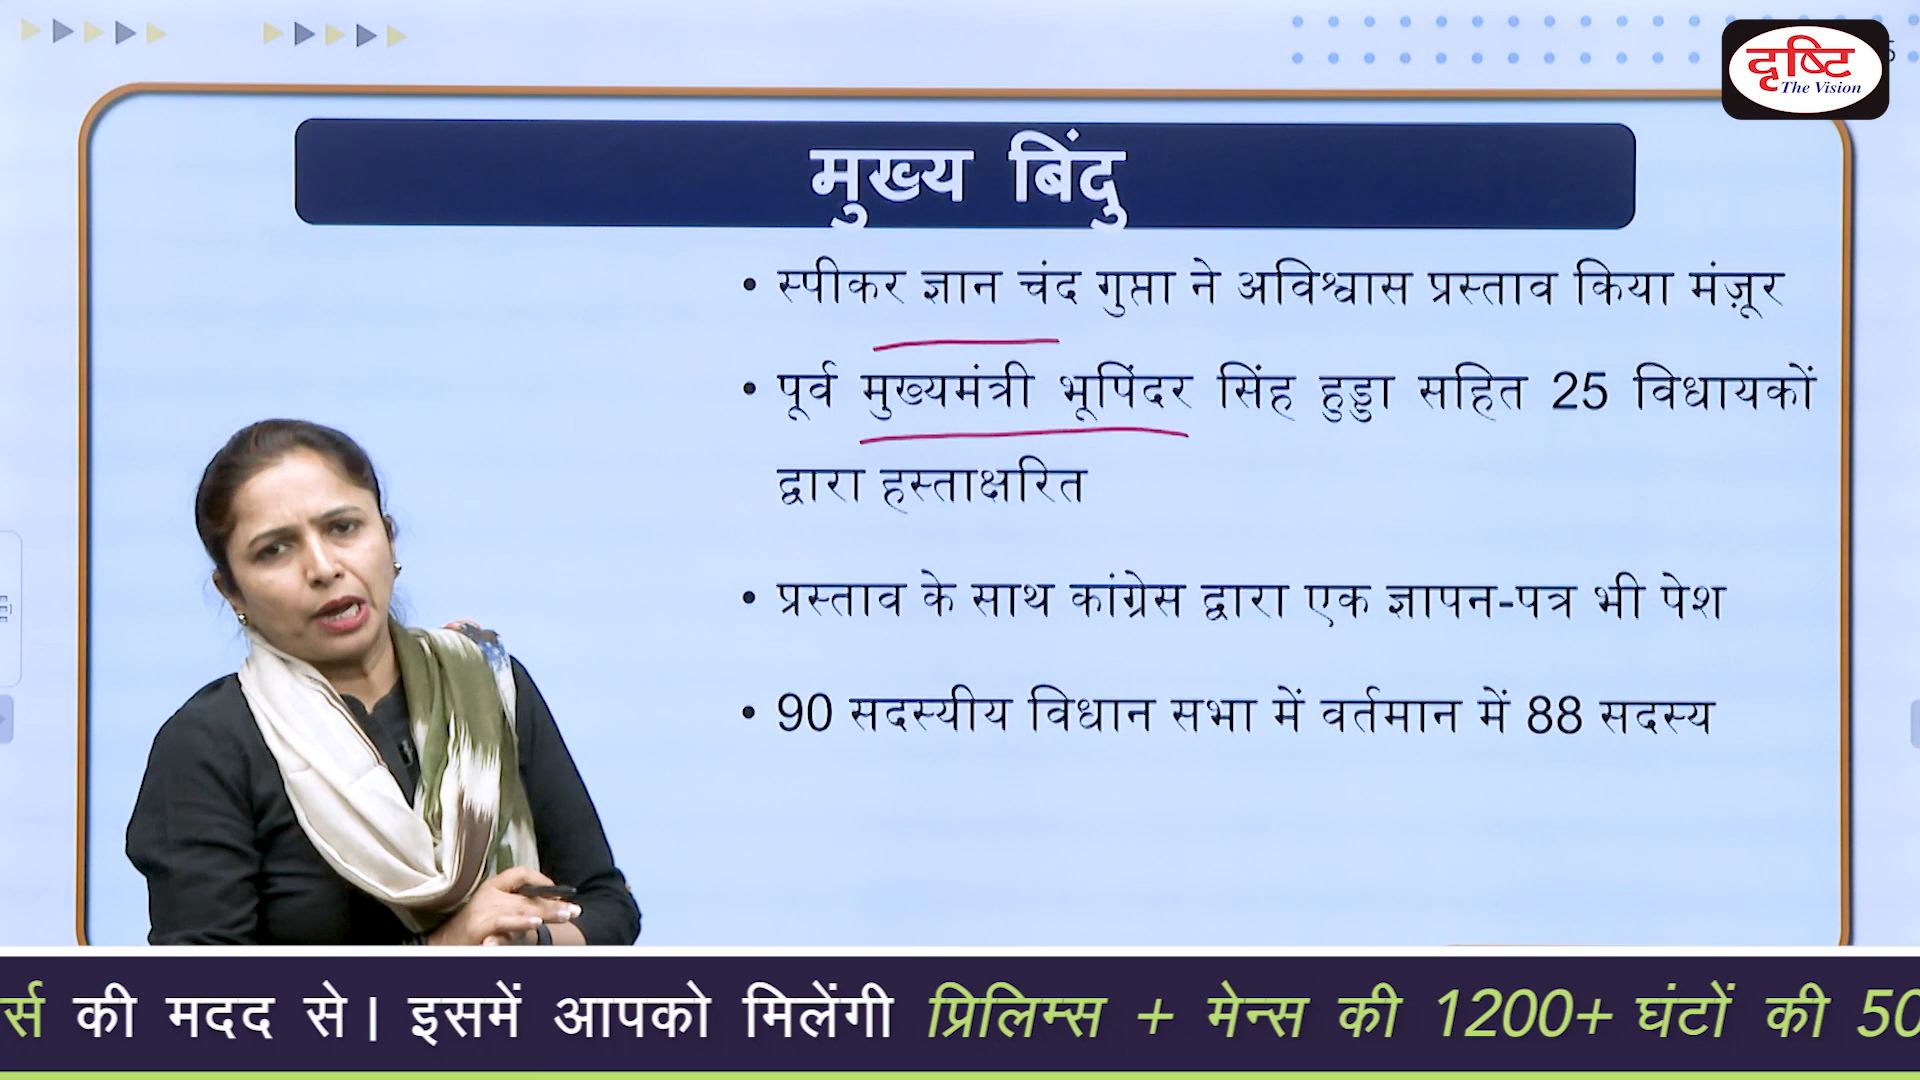 दृष्टि
The Vision
मुख्य बिंदु
• स्पीकर ज्ञान चंद गुप्ता ने अविश्वास प्रस्ताव किया मंज़ूर
• पूर्व मुख्यमंत्री भूपिंदर सिंह हुड्डा सहित 25 विधायकों
द्वारा हस्ताक्षरित
• प्रस्ताव के साथ कांग्रेस द्वारा एक ज्ञापन-पत्र भी पेश
• 90 सदस्यीय विधान सभा में वर्तमान में 88 सदस्य
र्स की मदद से। इसमें आपको मिलेंगी प्रिलिम्स + मेन्स की 1200+ घंटों की 50